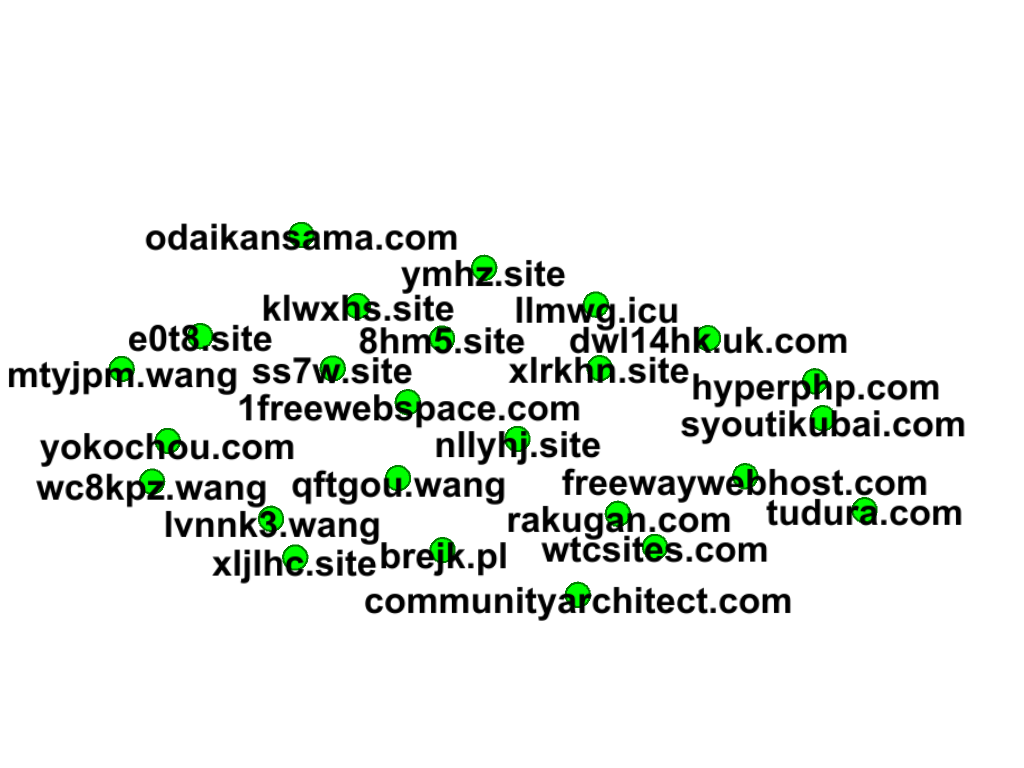 odaikansama.com
ymhz.site
klwxhs.site
llmwg.icu
e0t8.site
8hm5.site
dwl14hk.uk.com
mtyjpm.wang
ss7w.site
xlrkhn.site
hyperphp.com
1freewebspace.com
syoutikubai.com
yokochou.com
nllyhj.site
wc8kpz.wang
qftgou.wang
freewaywebhost.com
lvnnk3.wang
rakugan.com
tudura.com
xljlhc.site
brejk.pl
wtcsites.com
communityarchitect.com